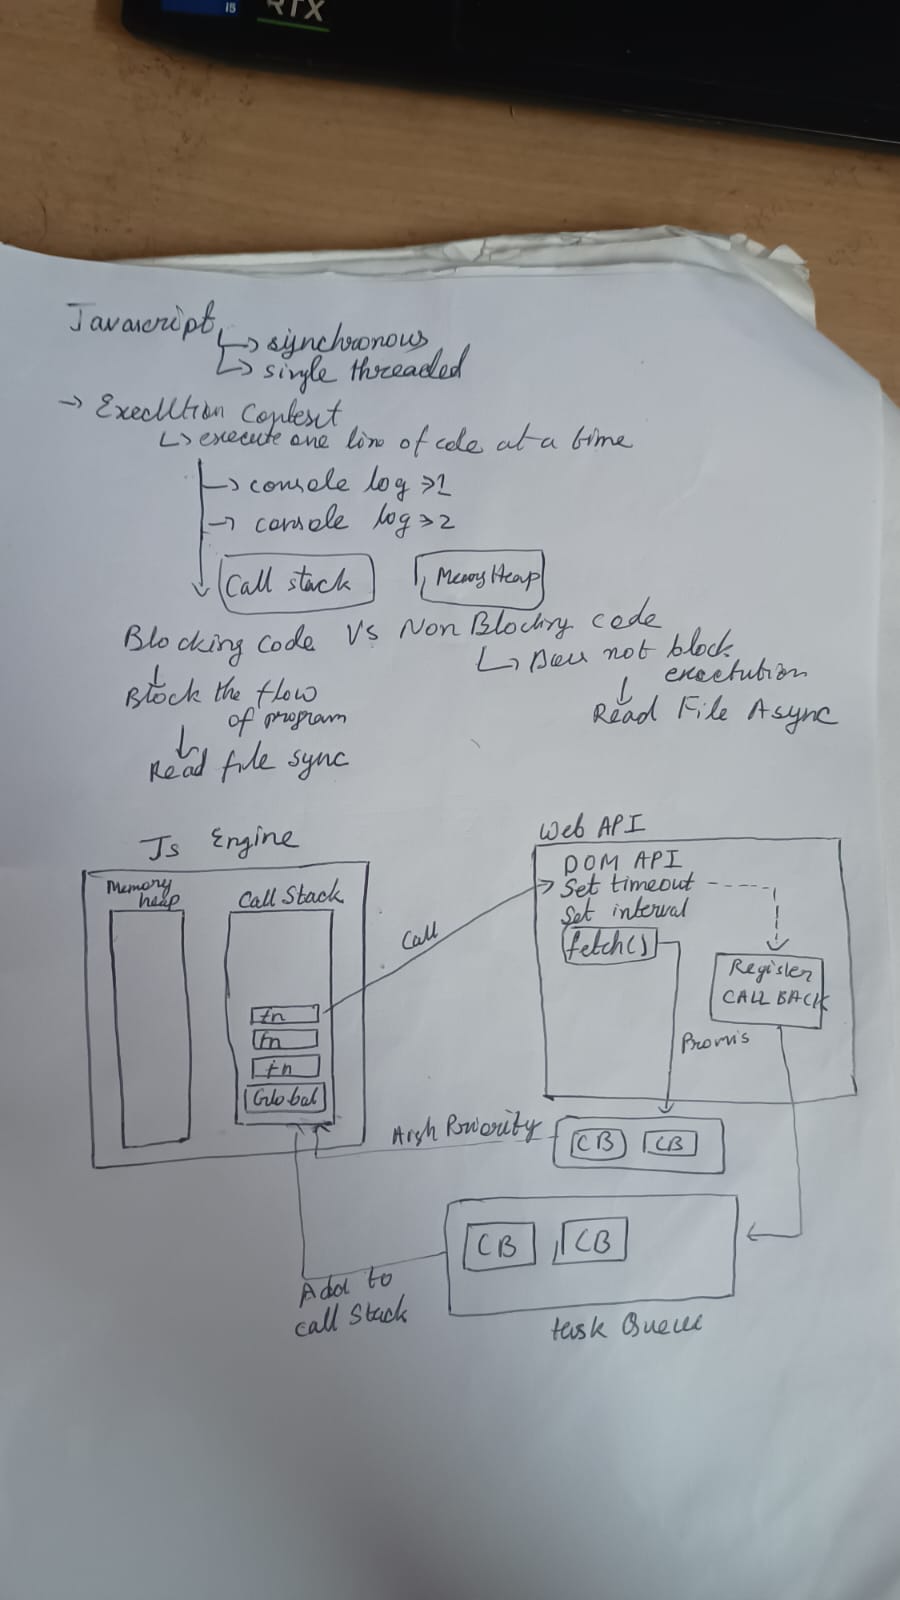 i5
RTX
Javascript
↳ synchronous
↳ single threaded
→ Execution Context
↳ execute one line of code at a time
→ console log → 1
→ console log → 2
Call stack
Memory Heap
Blocking code VS Non Blocking code
↳ Does not block
exectution
↓
Block the flow
of program
↓
Read file sync
↓
Read File Async
Js Engine
Memory
heap
Call Stack
fn
fn
fn
Global
Call
Web API
DOM API
Set timeout
Set interval
fetch()
Register
CALL BACK
Promis
High Priority
CB
CB
CB
CB
Add to
call Stack
task Queue